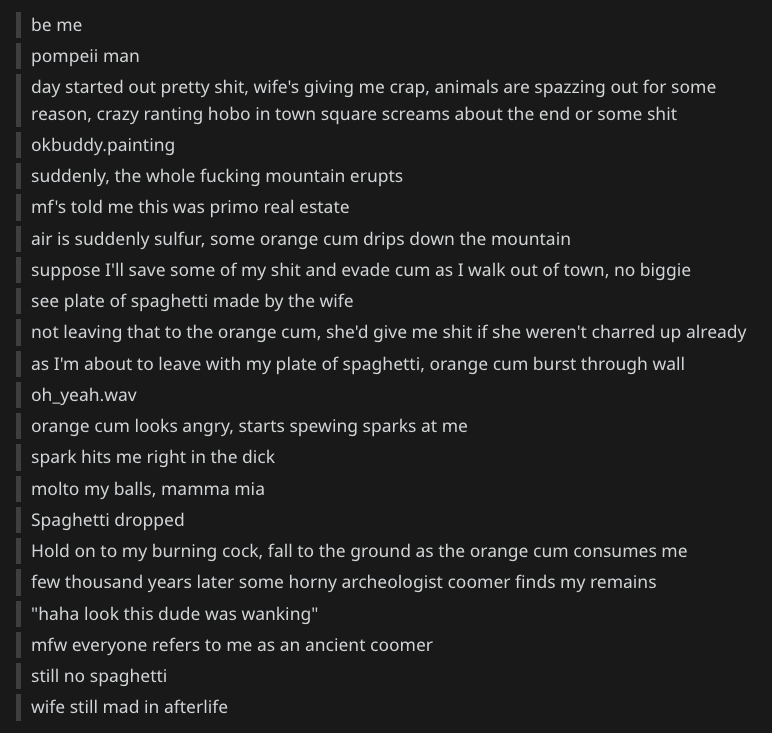 be me
pompeii man
day started out pretty shit, wife's giving me crap, animals are spazzing out for some
reason, crazy ranting hobo in town square screams about the end or some shit
okbuddy.painting
suddenly, the whole fucking mountain erupts
mf's told me this was primo real estate
air is suddenly sulfur, some orange cum drips down the mountain
suppose I'll save some of my shit and evade cum as I walk out of town, no biggie
see plate of spaghetti made by the wife
not leaving that to the orange cum, she'd give me shit if she weren't charred up already
as I'm about to leave with my plate of spaghetti, orange cum burst through wall
oh_yeah.wav
orange cum looks angry, starts spewing sparks at me
spark hits me right in the dick
molto my balls, mamma mia
Spaghetti dropped
Hold on to my burning cock, fall to the ground as the orange cum consumes me
few thousand years later some horny archeologist coomer finds my remains
"haha look this dude was wanking"
mfw everyone refers to me as an ancient coomer
still no spaghetti
wife still mad in afterlife